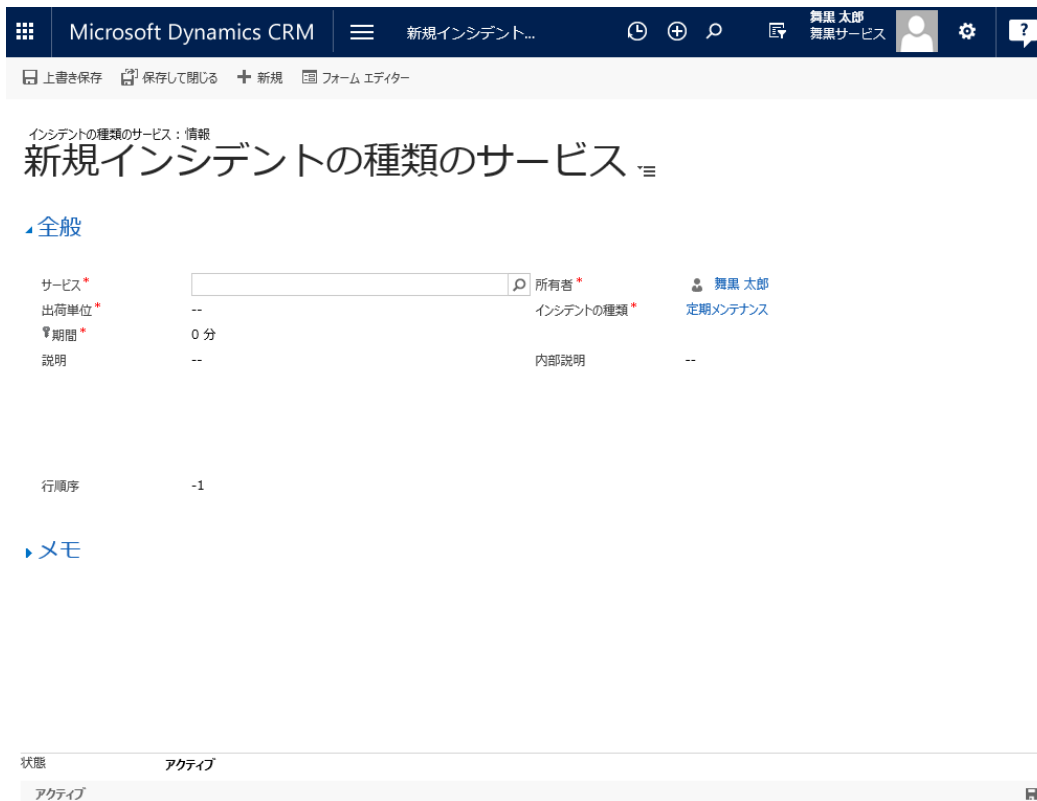 Microsoft Dynamics CRM 新規インシデント... 舞黒 太郎
舞黒サービス ?
上書き保存 保存して閉じる 新規 フォーム エディター
インシデントの種類のサービス : 情報
新規インシデントの種類のサービス
全般
サービス* 所有者* 舞黒 太郎
出荷単位* -- インシデントの種類* 定期メンテナンス
期間* 0 分
説明 -- 内部説明 --
行順序 -1
メモ
状態 アクティブ
アクティブ